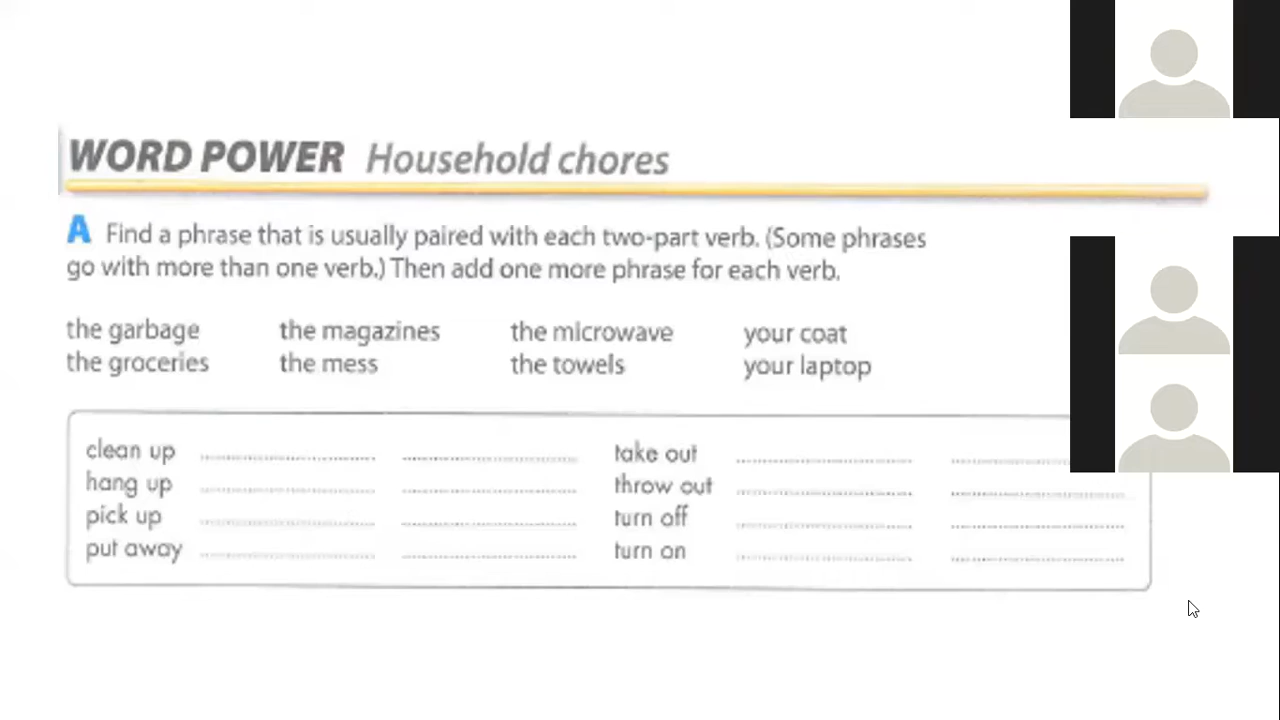 WORD POWER Household chores
A Find a phrase that is usually paired with each two-part verb. (Some phrases
go with more than one verb.) Then add one more phrase for each verb.
the garbage the magazines the microwave your coat
the groceries the mess the towels your laptop
clean up take out
hang up throw out
pick up turn off
put away turn on